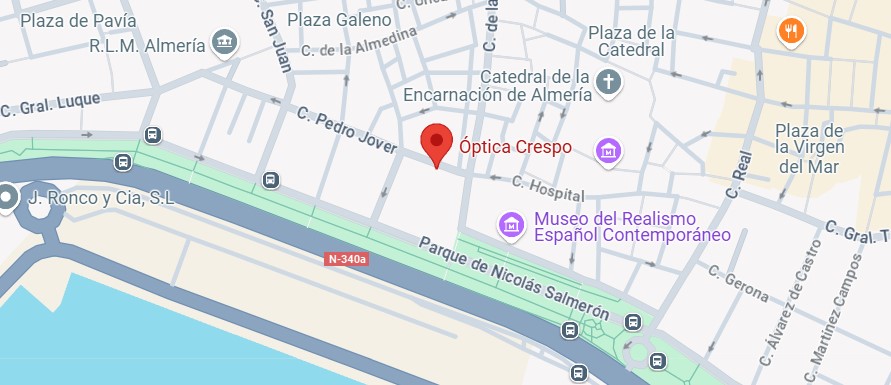 Plaza de Pavía
Plaza Galeno
C. SAN JUAN
C. de la
R.L.M. Almería
C. de la Almedina
Plaza de la
Catedral
Catedral de la
Encarnación de Almería
C. Gral. Luque
C. Pedro Jover
Óptica Crespo
Plaza de
la Virgen
del Mar
C. Real
C. Hospital
J. Ronco y Cia, S.L
Museo del Realismo
Español Contemporáneo
C. Gral. T
Parque de Nicolás Salmerón
N-340a
C. Gerona
C. Álvarez de Castro
C. Martínez Campos